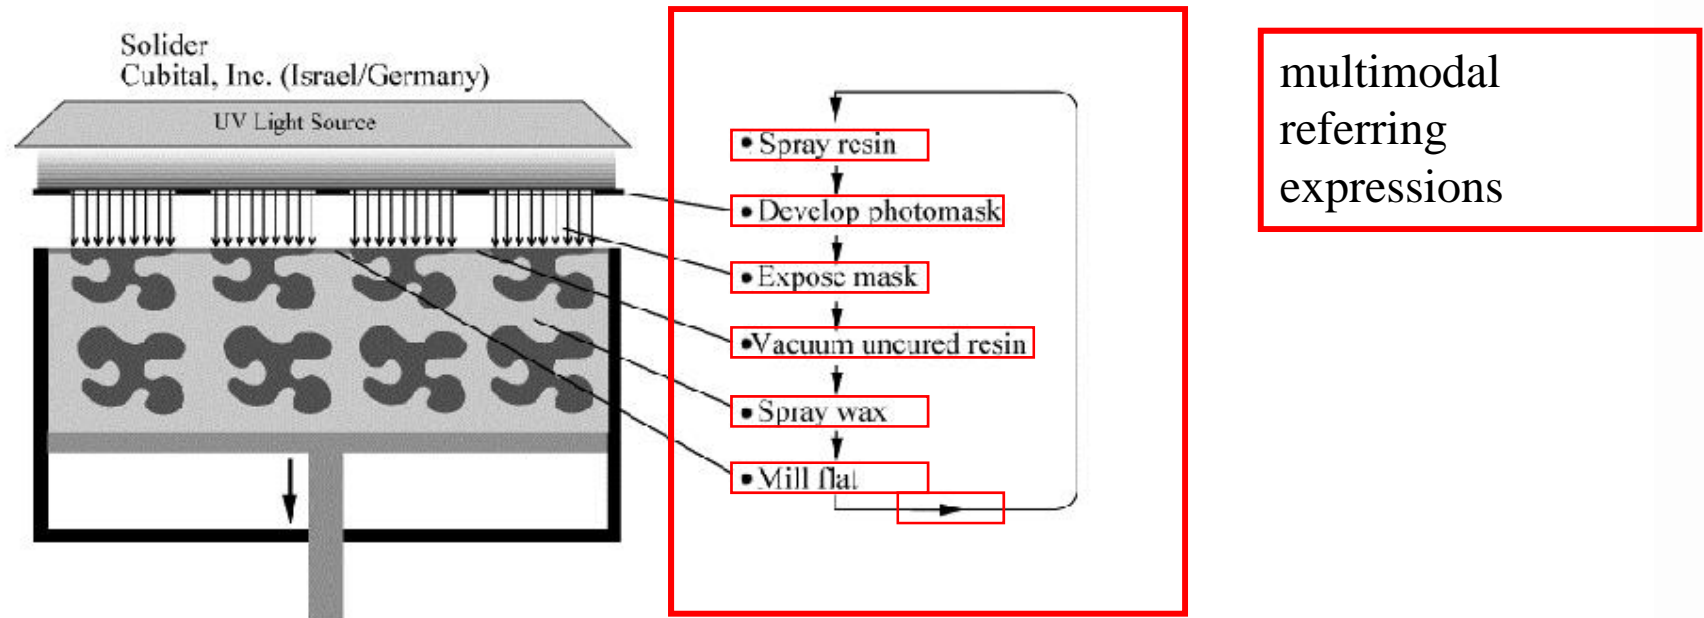 Solider
Cubital, Inc. (Israel/Germany)
UV Light Source
• Spray resin
• Develop photomask
• Expose mask
• Vacuum uncured resin
• Spray wax
• Mill flat
multimodal
referring
expressions